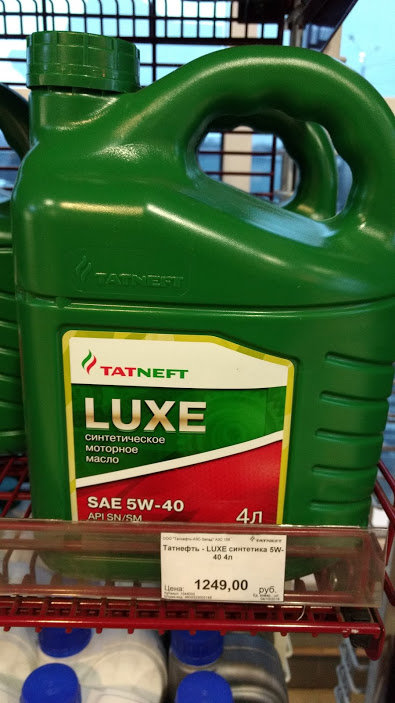 TATNEFT
TATNEFT
LUXE
синтетическое
моторное
масло
SAE 5W-40
API SN/SM
4л
TATNEFT
Татнефть - LUXE синтетика 5W-
40 4л
Цена: 1249,00 руб.